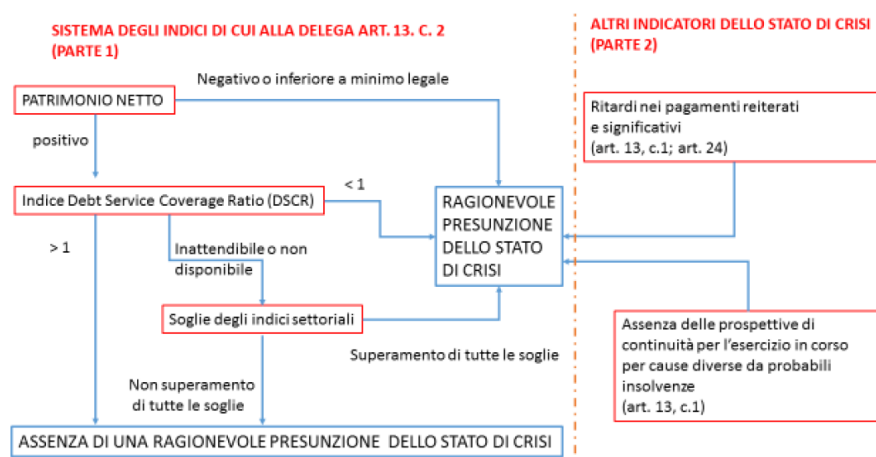 SISTEMA DEGLI INDICI DI CUI ALLA DELEGA ART. 13. C. 2
(PARTE 1)
ALTRI INDICATORI DELLO STATO DI CRISI
(PARTE 2)
Negativo o inferiore a minimo legale
PATRIMONIO NETTO
positivo
Indice Debt Service Coverage Ratio (DSCR)
< 1
> 1
Inattendibile o non
disponibile
Soglie degli indici settoriali
Superamento di tutte le soglie
Non superamento
di tutte le soglie
RAGIONEVOLE
PRESUNZIONE
DELLO STATO
DI CRISI
ASSENZA DI UNA RAGIONEVOLE PRESUNZIONE DELLO STATO DI CRISI
Ritardi nei pagamenti reiterati
e significativi
(art. 13, c.1; art. 24)
Assenza delle prospettive di
continuità per l'esercizio in corso
per cause diverse da probabili
insolvenze
(art. 13, c.1)